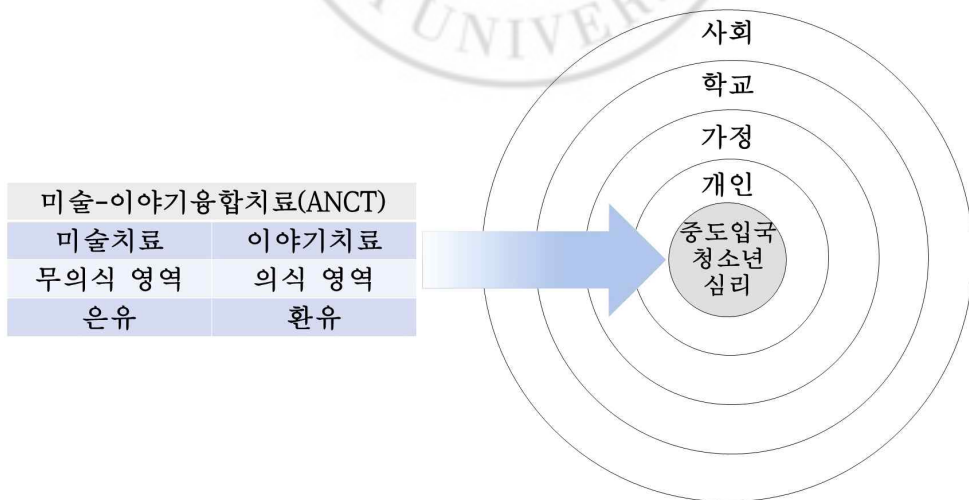 UNIVER
사회
학교
가정
개인
중도입국
청소년
심리
미술-이야기융합치료(ANCT)
미술치료 이야기치료
무의식 영역 의식 영역
은유 환유